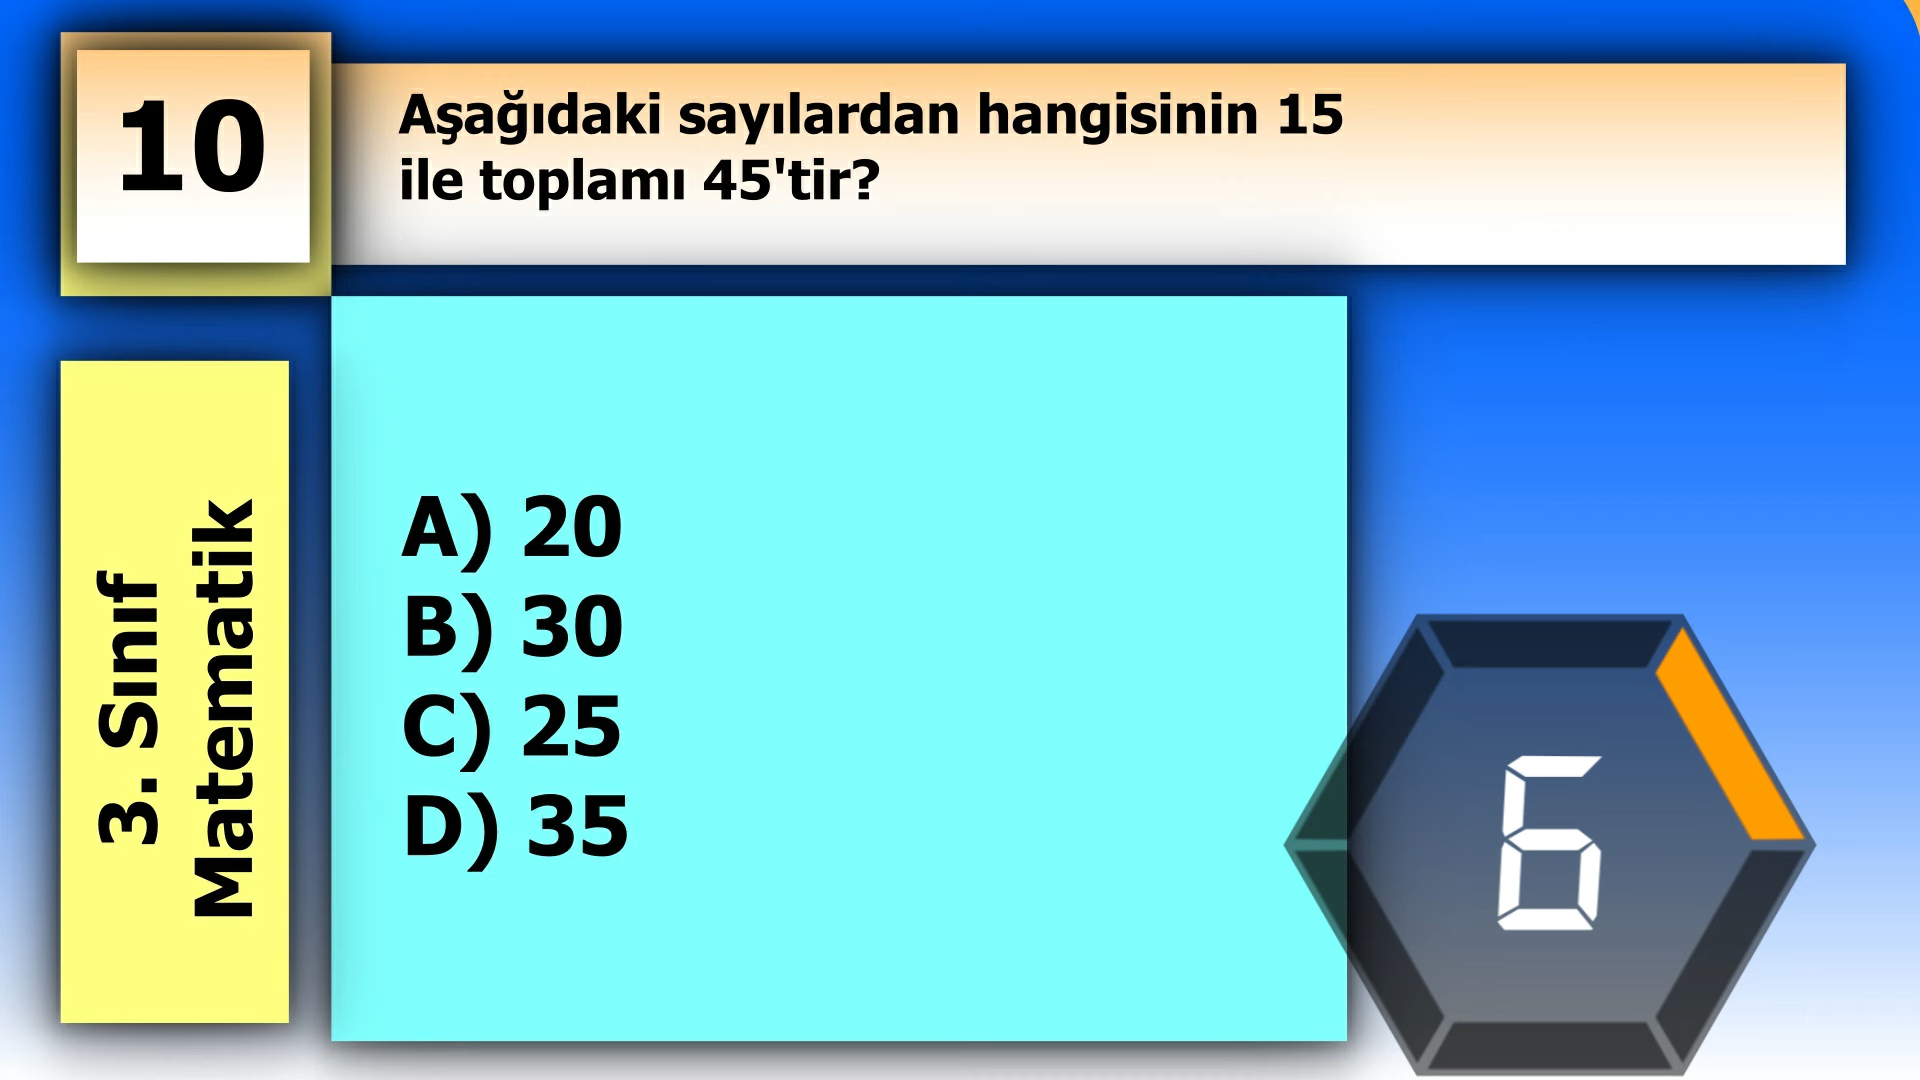 10
Aşağıdaki sayılardan hangisinin 15
ile toplamı 45'tir?
3. Sınıf
Matematik
A) 20
B) 30
C) 25
D) 35
6